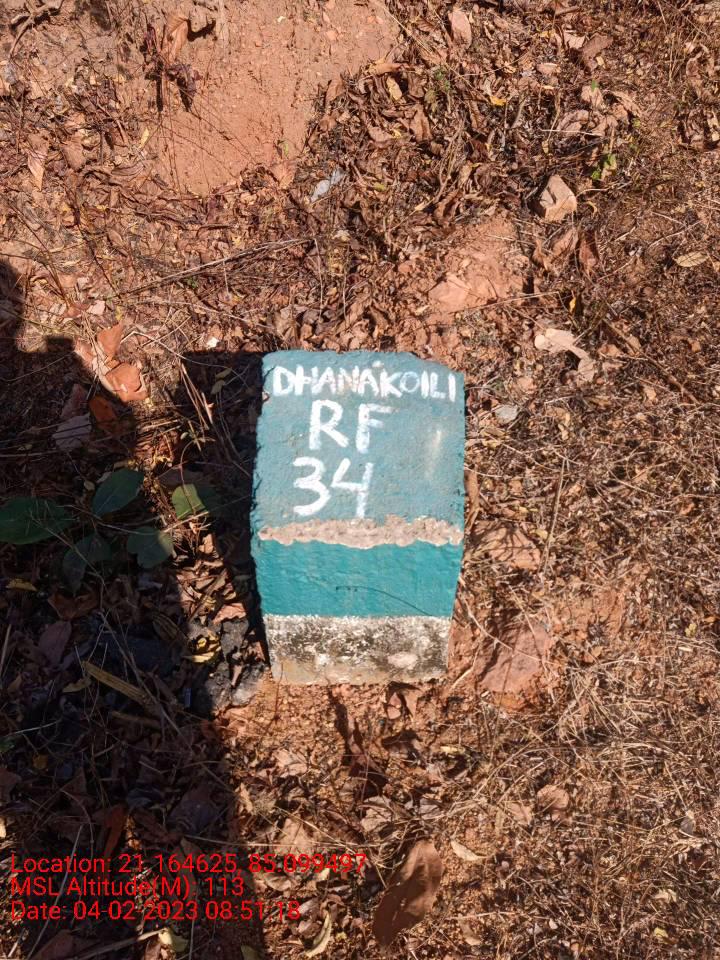 DHANAKOILI
RF
34
Location: 21.164625, 85.099497
MSL Altitude(M): 113
Date: 04-02-2023 08:51:18